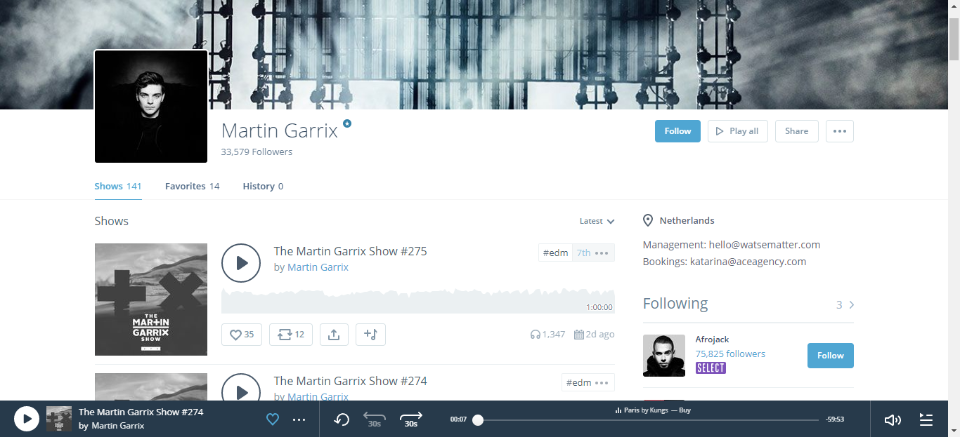 Martin Garrix
33,579 Followers
Follow
Play all
Share
Shows 141
Favorites 14
History 0
Shows
Latest
The Martin Garrix Show #275
by Martin Garrix
#edm
7th
1:00:00
35
12
1,347
2d ago
THE
MARTIN
GARRIX
SHOW
The Martin Garrix Show #274
by Martin Garrix
#edm
Netherlands
Management: hello@watsematter.com
Bookings: katarina@aceagency.com
Following
3
Afrojack
75,825 followers
SELECT
Follow
The Martin Garrix Show #274
by Martin Garrix
30s
30s
00:07
Paris by Kungs — Buy
-59:53